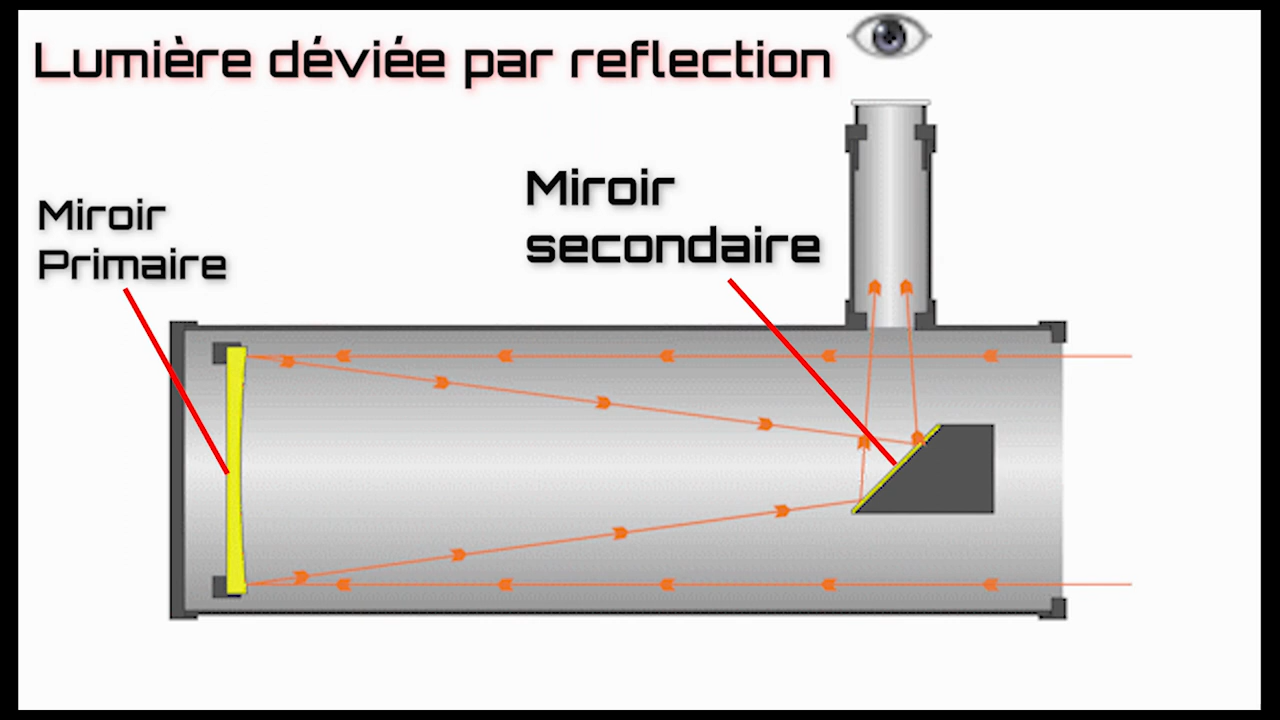 Lumière déviée par reflection
Miroir
Primaire
Miroir
secondaire